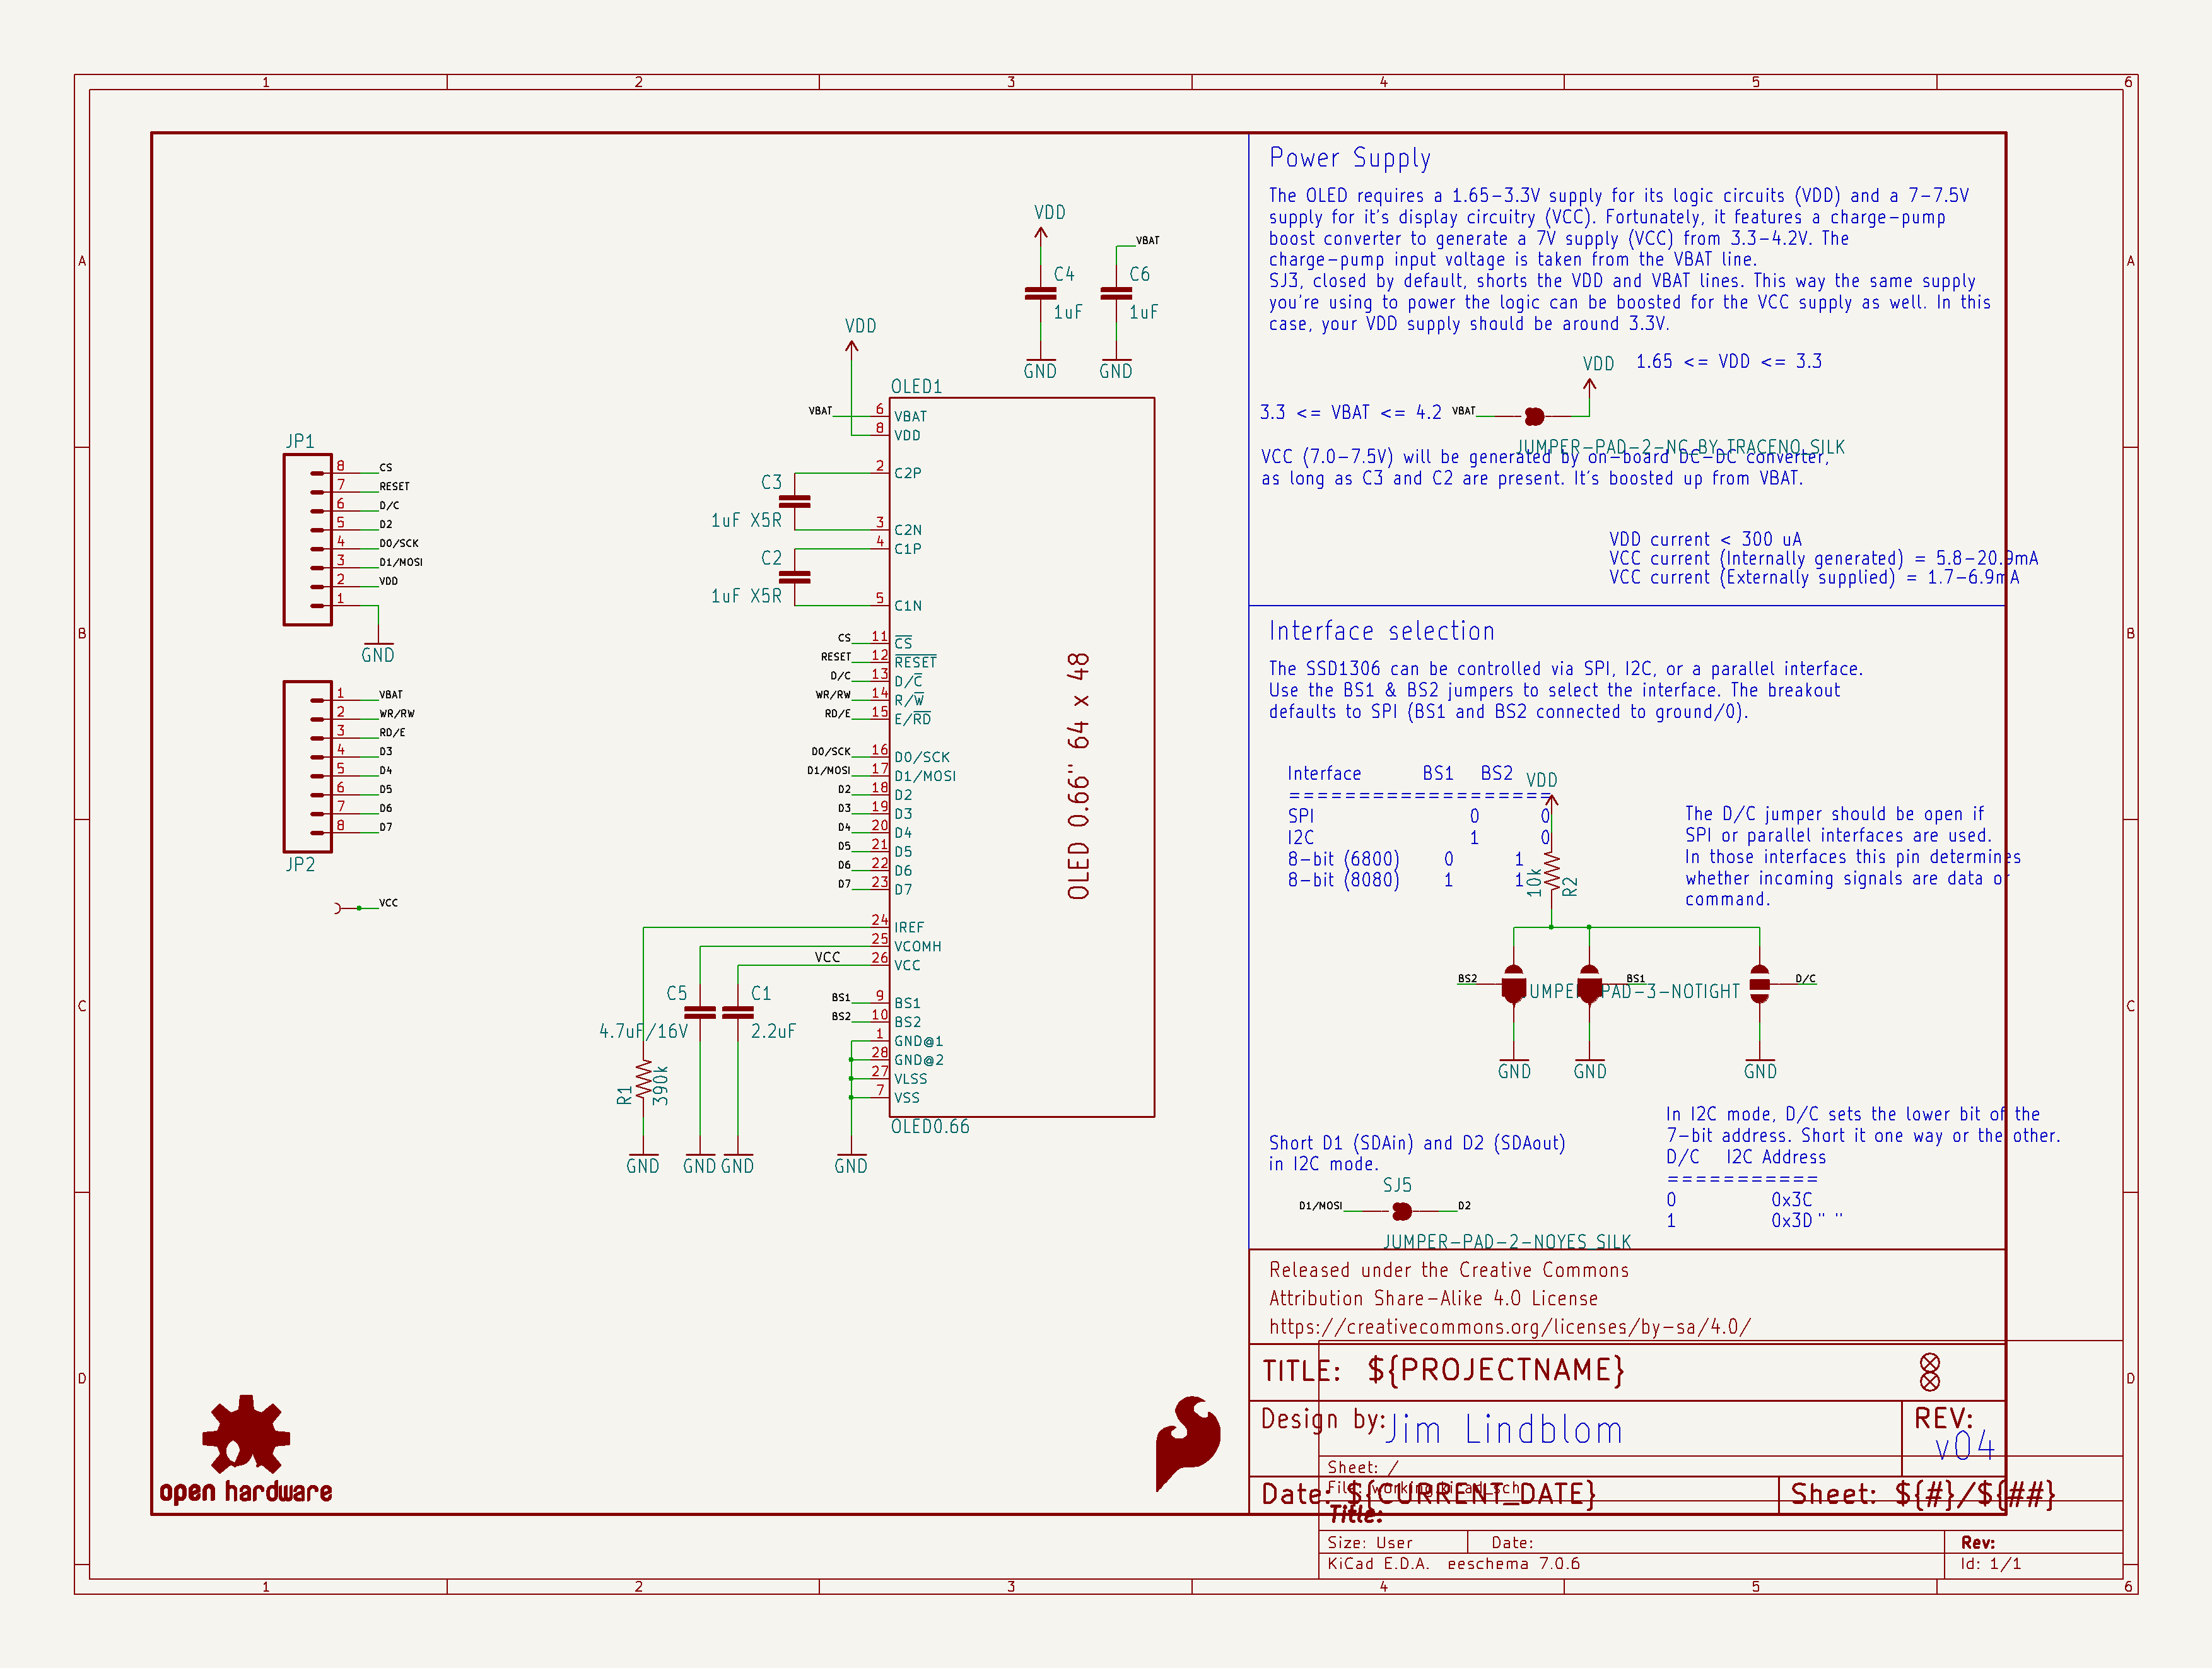 1 2 3 4 5 6
A
B
C
D
A
B
C
D
1 2 3 4 5 6
VDD
C4
1uF
GND
VBAT
C6
1uF
GND
VDD
OLED1
VBAT 6 VBAT
8 VDD
2 C2P
C3
1uF X5R
3 C2N
4 C1P
C2
1uF X5R
5 C1N
CS 11 CS
RESET 12 RESET
D/C 13 D/C
WR/RW 14 R/W
RD/E 15 E/RD
D0/SCK 16 D0/SCK
D1/MOSI 17 D1/MOSI
D2 18 D2
D3 19 D3
D4 20 D4
D5 21 D5
D6 22 D6
D7 23 D7
24 IREF
25 VCOMH
VCC 26 VCC
BS1 9 BS1
BS2 10 BS2
1 GND@1
28 GND@2
27 VLSS
7 VSS
OLED 0.66" 64 x 48
OLED0.66
C5
4.7uF/16V
C1
2.2uF
R1
390k
GND
GND
GND
GND
JP1
8 CS
7 RESET
6 D/C
5 D2
4 D0/SCK
3 D1/MOSI
2 VDD
1
GND
1 VBAT
2 WR/RW
3 RD/E
4 D3
5 D4
6 D5
7 D6
8 D7
JP2
VCC
Power Supply
The OLED requires a 1.65-3.3V supply for its logic circuits (VDD) and a 7-7.5V
supply for it's display circuitry (VCC). Fortunately, it features a charge-pump
boost converter to generate a 7V supply (VCC) from 3.3-4.2V. The
charge-pump input voltage is taken from the VBAT line.
SJ3, closed by default, shorts the VDD and VBAT lines. This way the same supply
you're using to power the logic can be boosted for the VCC supply as well. In this
case, your VDD supply should be around 3.3V.
VDD 1.65 <= VDD <= 3.3
3.3 <= VBAT <= 4.2 VBAT
JUMPER-PAD-2-NC_BY_TRACENO_SILK
VCC (7.0-7.5V) will be generated by on-board DC-DC converter,
as long as C3 and C2 are present. It's boosted up from VBAT.
VDD current < 300 uA
VCC current (Internally generated) = 5.8-20.9mA
VCC current (Externally supplied) = 1.7-6.9mA
Interface selection
The SSD1306 can be controlled via SPI, I2C, or a parallel interface.
Use the BS1 & BS2 jumpers to select the interface. The breakout
defaults to SPI (BS1 and BS2 connected to ground/0).
Interface BS1 BS2
==================
SPI 0 0
I2C 1 0
8-bit (6800) 0 1
8-bit (8080) 1 1
VDD
10k
R2
The D/C jumper should be open if
SPI or parallel interfaces are used.
In those interfaces this pin determines
whether incoming signals are data or
command.
BS2
BS1
D/C
UMPER-PAD-3-NOTIGHT
GND
GND
GND
Short D1 (SDAin) and D2 (SDAout)
in I2C mode.
SJ5
D1/MOSI
D2
JUMPER-PAD-2-NOYES_SILK
In I2C mode, D/C sets the lower bit of the
7-bit address. Short it one way or the other.
D/C I2C Address
===========
0 0x3C
1 0x3D " "
Released under the Creative Commons
Attribution Share-Alike 4.0 License
https://creativecommons.org/licenses/by-sa/4.0/
TITLE: ${PROJECTNAME}
Design by: Jim Lindblom
REV:
v04
Date: ${CURRENT_DATE}
Sheet: ${#}/${##}
Sheet: /
File: working.kicad_sch
Title:
Size: User Date: Rev:
KiCad E.D.A. eeschema 7.0.6 Id: 1/1
open hardware